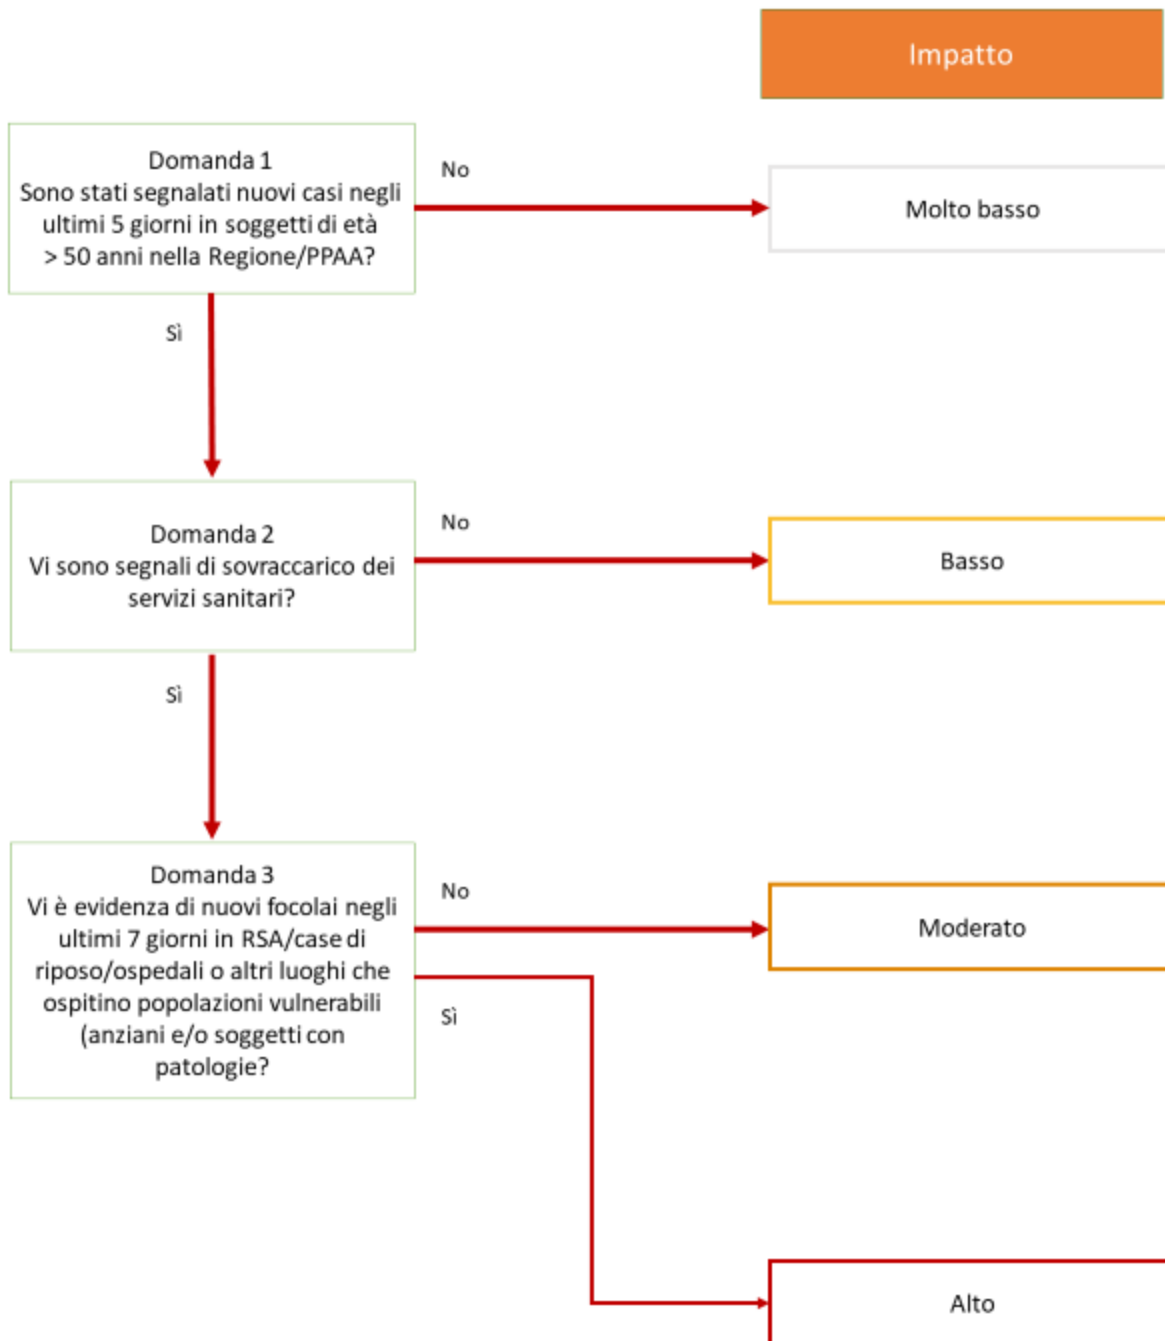 Impatto
Domanda 1
Sono stati segnalati nuovi casi negli
ultimi 5 giorni in soggetti di età
> 50 anni nella Regione/PPAA?
No
Molto basso
Sì
Domanda 2
Vi sono segnali di sovraccarico dei
servizi sanitari?
No
Basso
Sì
Domanda 3
Vi è evidenza di nuovi focolai negli
ultimi 7 giorni in RSA/case di
riposo/ospedali o altri luoghi che
ospitino popolazioni vulnerabili
(anziani e/o soggetti con
patologie?
No
Moderato
Sì
Alto